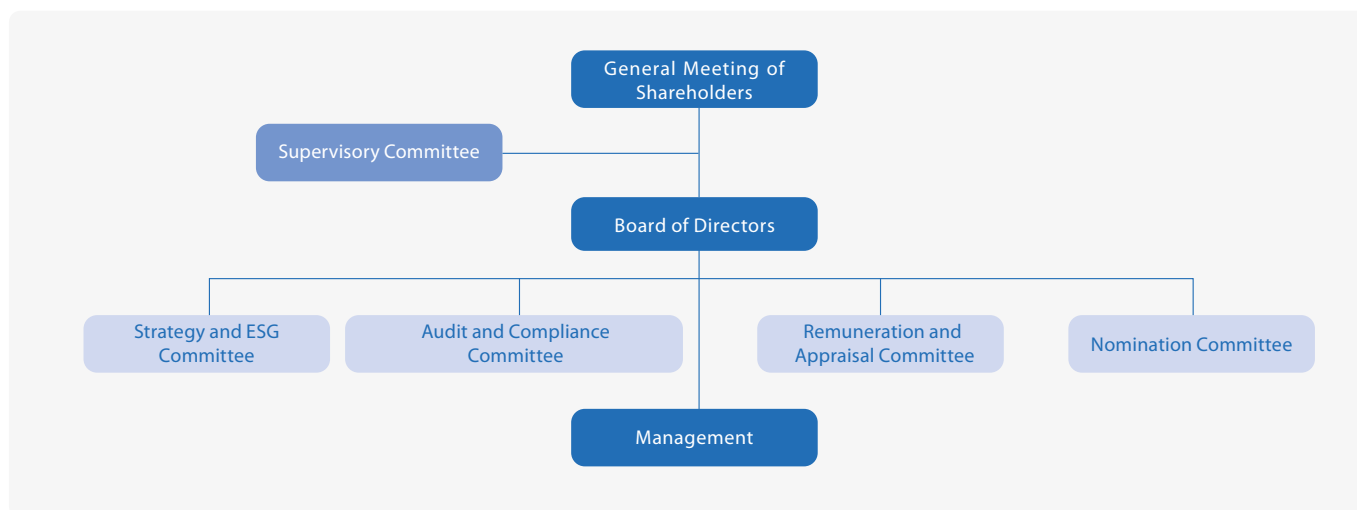 General Meeting of
Shareholders
Supervisory Committee
Board of Directors
Strategy and ESG
Committee
Audit and Compliance
Committee
Remuneration and
Appraisal Committee
Nomination Committee
Management